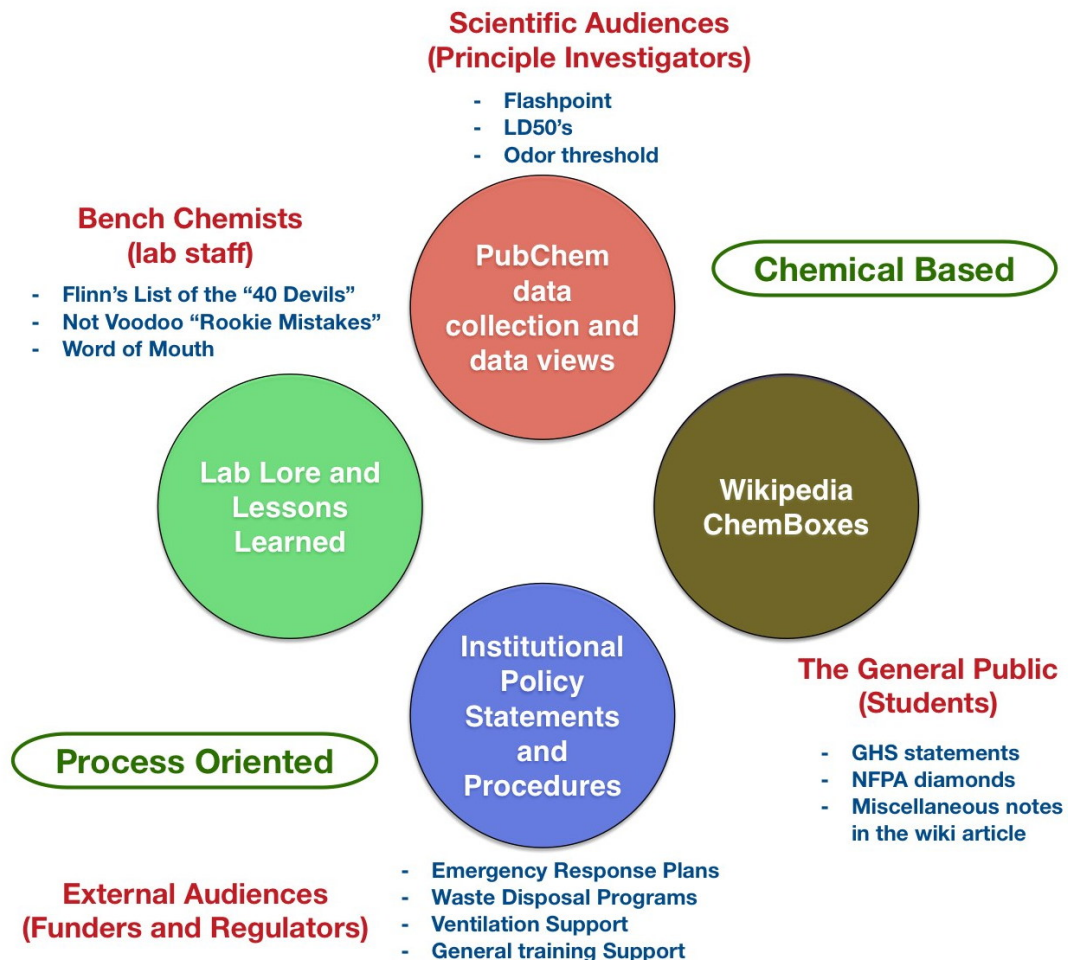 Scientific Audiences
(Principle Investigators)
- Flashpoint
- LD50's
- Odor threshold
Bench Chemists
(lab staff)
- Flinn's List of the “40 Devils”
- Not Voodoo “Rookie Mistakes”
- Word of Mouth
PubChem
data
collection and
data views
Chemical Based
Lab Lore and
Lessons
Learned
Wikipedia
ChemBoxes
Institutional
Policy
Statements
and
Procedures
The General Public
(Students)
- GHS statements
- NFPA diamonds
- Miscellaneous notes
in the wiki article
Process Oriented
External Audiences
(Funders and Regulators)
- Emergency Response Plans
- Waste Disposal Programs
- Ventilation Support
- General training Support